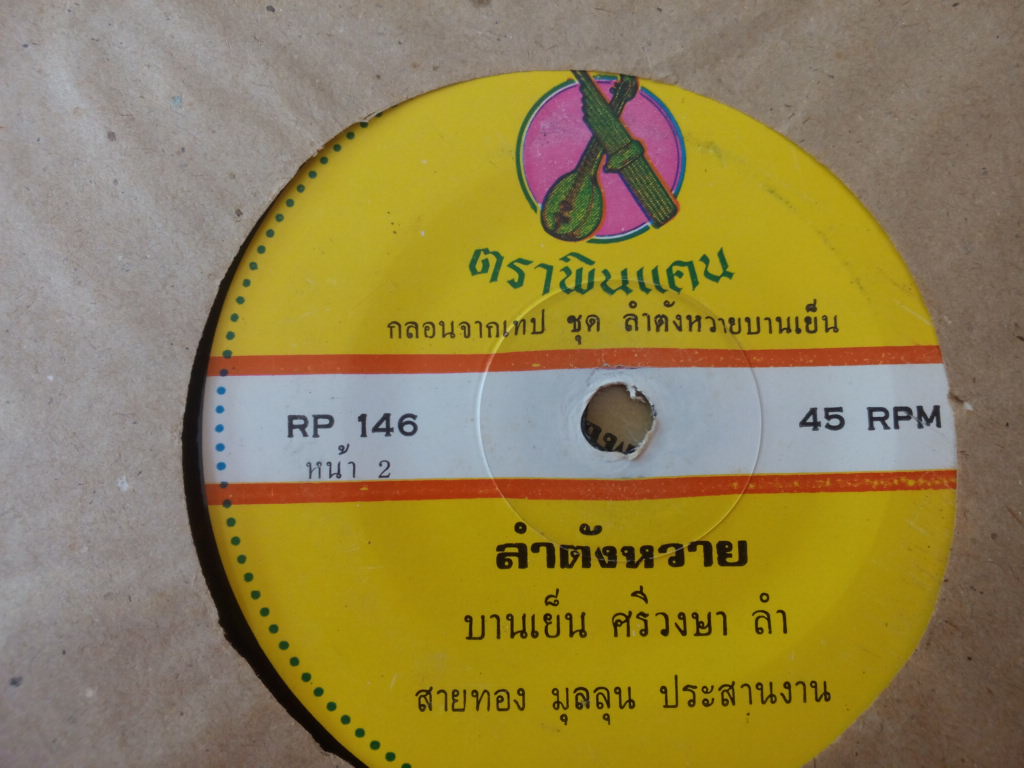 ตราพินแคน
กลอนจากเทป ชุด ลำตังหวายบานเย็น
RP 146
45 RPM
หน้า 2
ลำตังหวาย
บานเย็น ศรีวงษา ลำ
สายทอง มุลลุน ประสานงาน